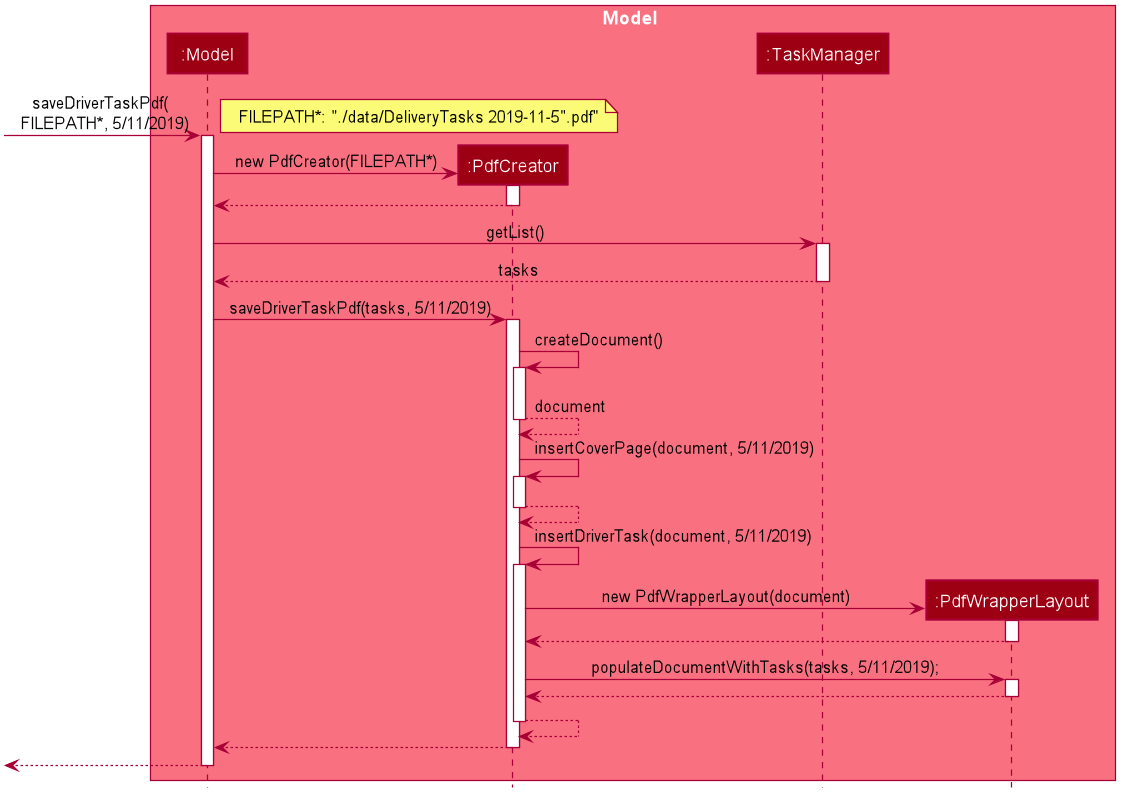 Model
:Model
:TaskManager
saveDriverTaskPdf(
FILEPATH*, 5/11/2019)
FILEPATH*: "./data/DeliveryTasks 2019-11-5".pdf"
new PdfCreator(FILEPATH*)
:PdfCreator
getList()
tasks
saveDriverTaskPdf(tasks, 5/11/2019)
createDocument()
document
insertCoverPage(document, 5/11/2019)
insertDriverTask(document, 5/11/2019)
new PdfWrapperLayout(document)
:PdfWrapperLayout
populateDocumentWithTasks(tasks, 5/11/2019);